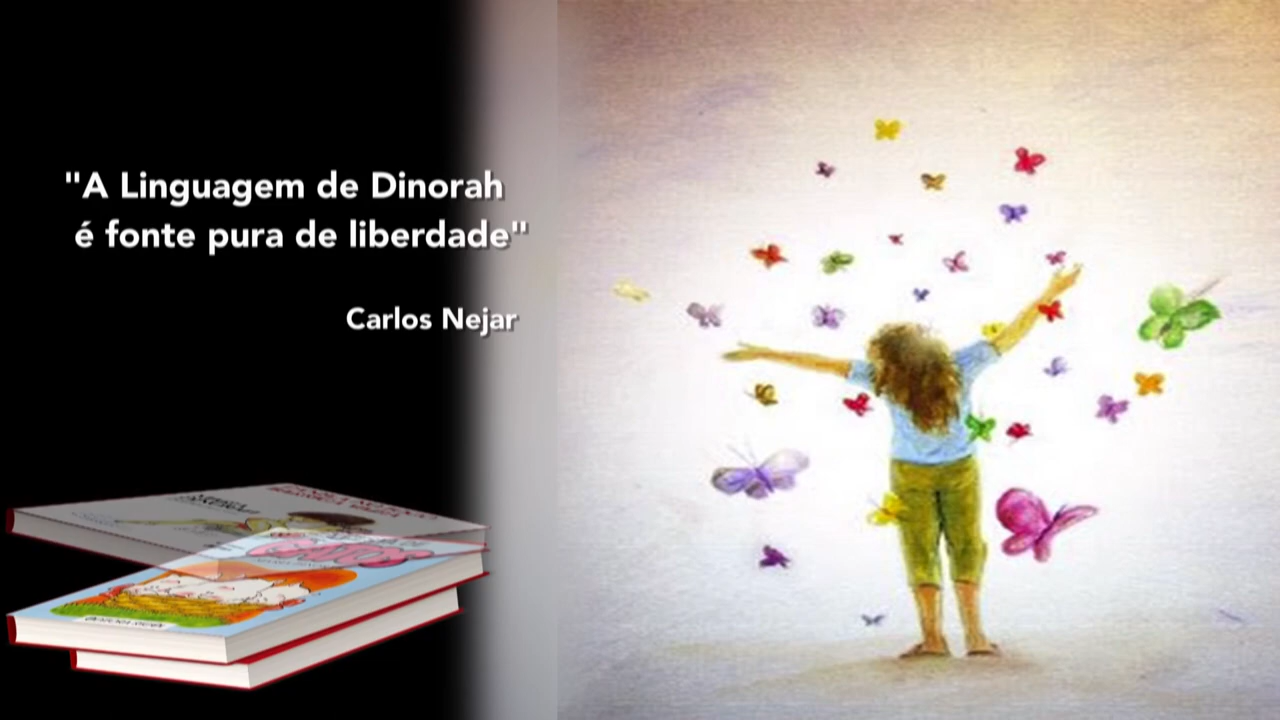 "A Linguagem de Dinorah
é fonte pura de liberdade"
Carlos Nejar